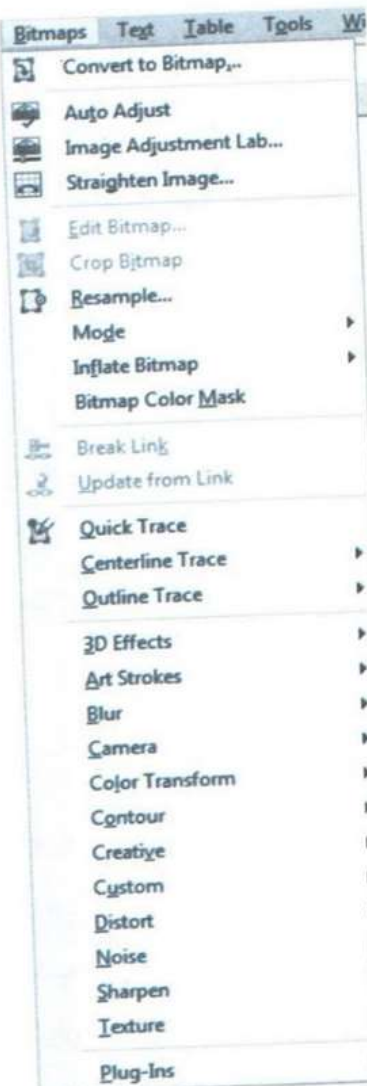 Bitmaps Text Table Tools Wi
Convert to Bitmap...
Auto Adjust
Image Adjustment Lab...
Straighten Image...
Edit Bitmap...
Crop Bitmap
Resample...
Mode
Inflate Bitmap
Bitmap Color Mask
Break Link
Update from Link
Quick Trace
Centerline Trace
Outline Trace
3D Effects
Art Strokes
Blur
Camera
Color Transform
Contour
Creative
Custom
Distort
Noise
Sharpen
Texture
Plug-Ins